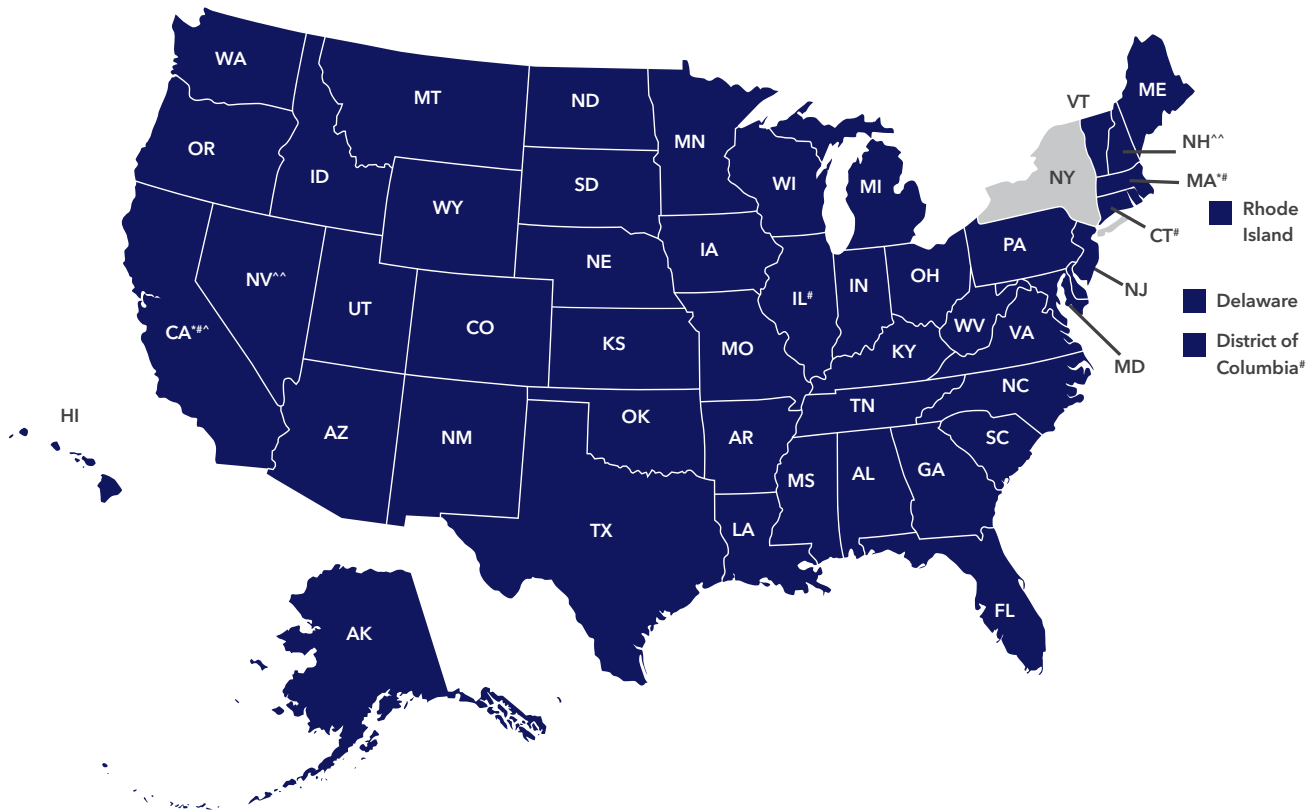 WA
MT
ND
MN
ME
VT
OR
ID
SD
WI
MI
NY
NH^^
MA*#
WY
Rhode
Island
CT#
IA
PA
NE
NV^^
UT
CO
IL#
IN
OH
NJ
Delaware
CA*#^
KS
MO
WV
VA
KY
MD
District of
Columbia#
NC
HI
AZ
NM
OK
TN
AR
SC
MS
AL
GA
TX
LA
FL
AK